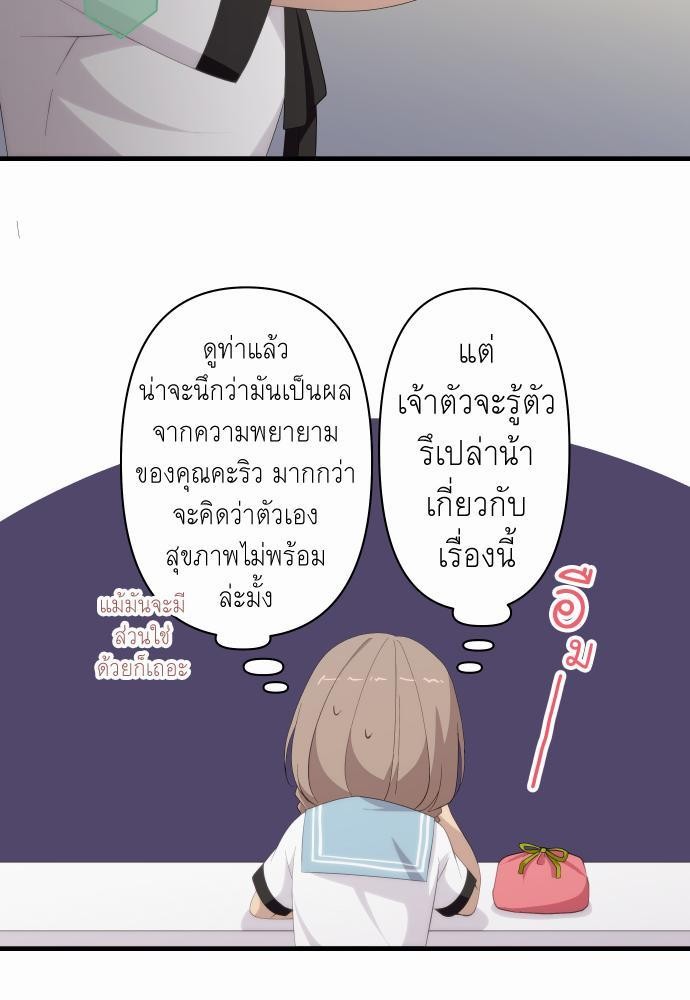 แต่
เจ้าตัวจะรู้ตัว
รึเปล่าน้า
เกี่ยวกับ
เรื่องนี้
ดูท่าแล้ว
น่าจะนึกว่ามันเป็นผล
จากความพยายาม
ของคุณคะริว มากกว่า
จะคิดว่าตัวเอง
สุขภาพไม่พร้อม
ล่ะมั้ง
แม้มันจะมี
ส่วนใช่
ด้วยก็เถอะ
อืม——